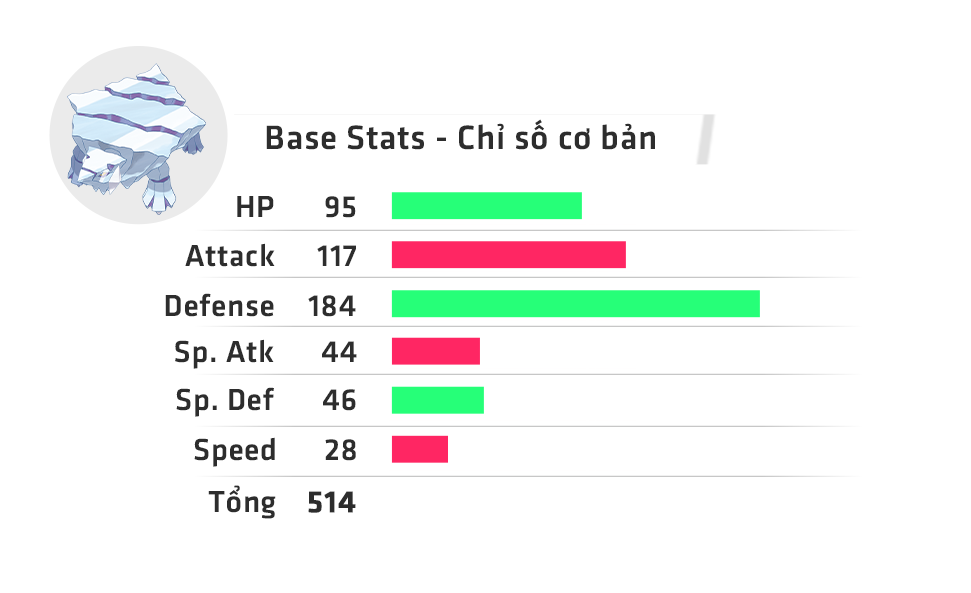 Base Stats - Chỉ số cơ bản
HP 95
Attack 117
Defense 184
Sp. Atk 44
Sp. Def 46
Speed 28
Tổng 514